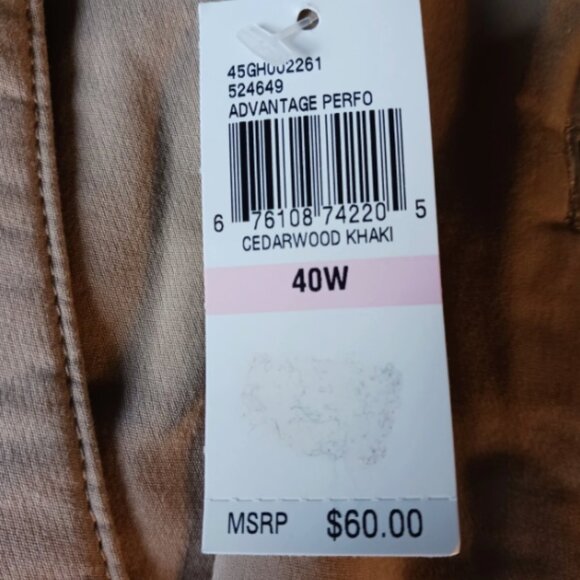 45GH002261
524649
ADVANTAGE PERFO
6 76108 74220 5
CEDARWOOD KHAKI
40W
MSRP $60.00